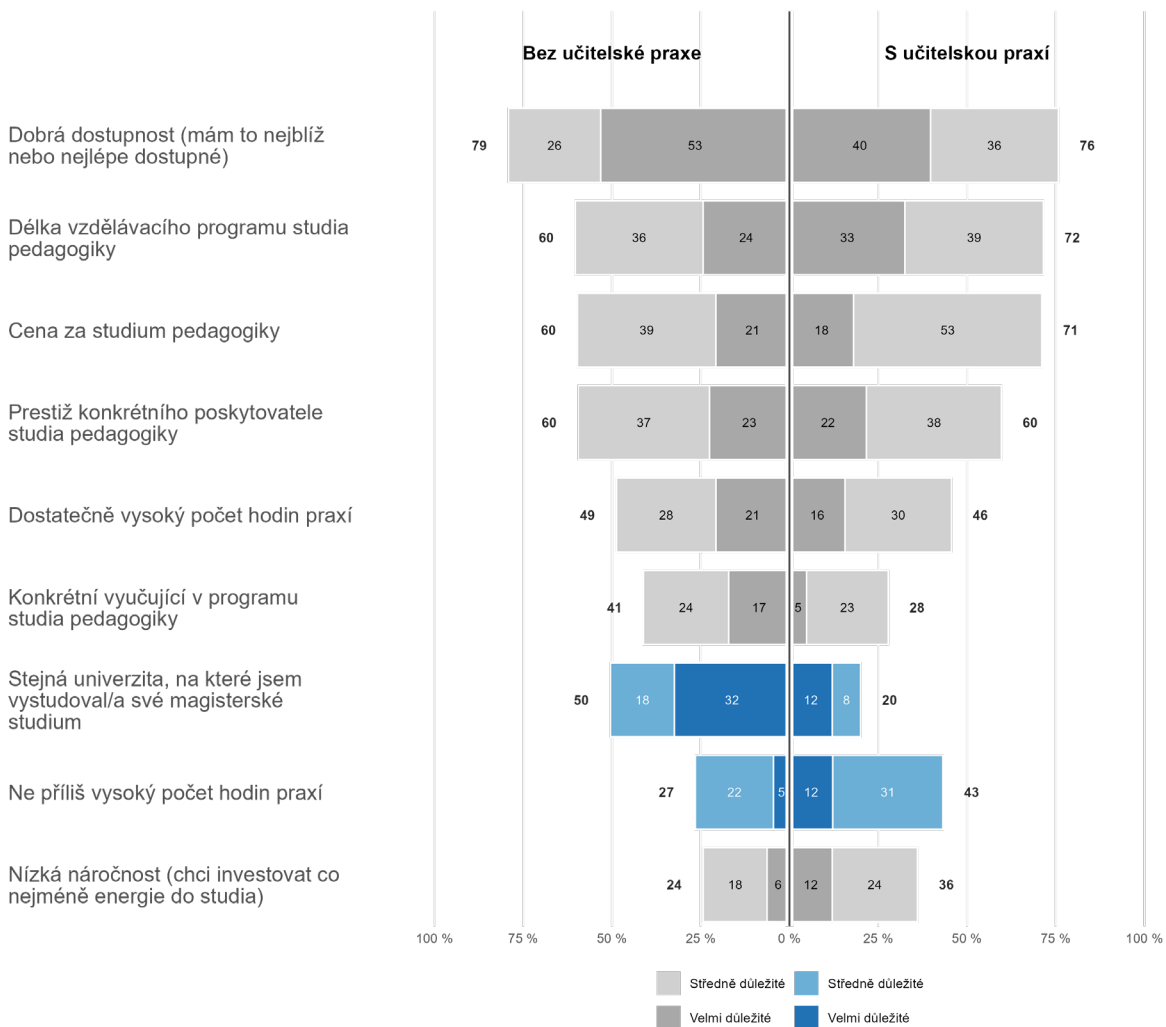 Bez učitelské praxe S učitelskou praxí
Dobrá dostupnost (mám to nejblíž
nebo nejlépe dostupné)
79 26 53 40 36 76
Délka vzdělávacího programu studia
pedagogiky
60 36 24 33 39 72
Cena za studium pedagogiky
60 39 21 18 53 71
Prestiž konkrétního poskytovatele
studia pedagogiky
60 37 23 22 38 60
Dostatečně vysoký počet hodin praxí
49 28 21 16 30 46
Konkrétní vyučující v programu
studia pedagogiky
41 24 17 5 23 28
Stejná univerzita, na které jsem
vystudoval/a své magisterské
studium
50 18 32 12 8 20
Ne příliš vysoký počet hodin praxí
27 22 5 12 31 43
Nízká náročnost (chci investovat co
nejméně energie do studia)
24 18 6 12 24 36
100 % 75 % 50 % 25 % 0 % 25 % 50 % 75 % 100 %
Středně důležité Středně důležité
Velmi důležité Velmi důležité